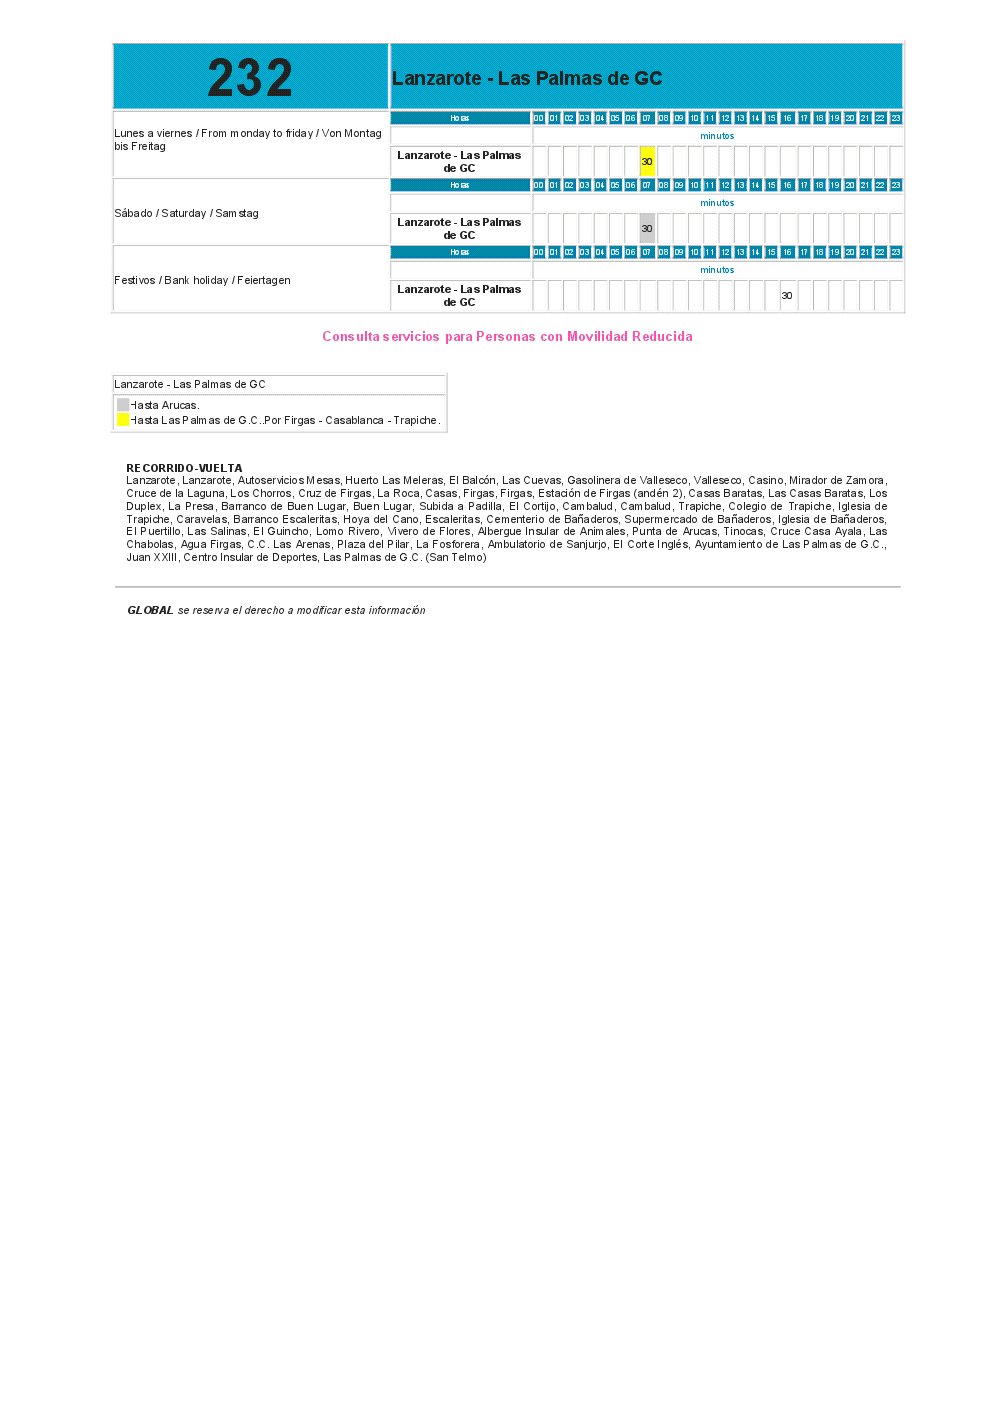 232
Lanzarote - Las Palmas de GC
Lunes a viernes / From monday to friday / Von Montag
bis Freitag
Horas 00 01 02 03 04 05 06 07 08 09 10 11 12 13 14 15 16 17 18 19 20 21 22 23
minutos
Lanzarote - Las Palmas
de GC
30
Sábado / Saturday / Samstag
Horas 00 01 02 03 04 05 06 07 08 09 10 11 12 13 14 15 16 17 18 19 20 21 22 23
minutos
Lanzarote - Las Palmas
de GC
30
Festivos / Bank holiday / Feiertagen
Horas 00 01 02 03 04 05 06 07 08 09 10 11 12 13 14 15 16 17 18 19 20 21 22 23
minutos
Lanzarote - Las Palmas
de GC
30
Consulta servicios para Personas con Movilidad Reducida
Lanzarote - Las Palmas de GC
Hasta Arucas.
Hasta Las Palmas de G.C..Por Firgas - Casablanca - Trapiche.
RECORRIDO-VUELTA
Lanzarote, Lanzarote, Autoservicios Mesas, Huerto Las Meleras, El Balcón, Las Cuevas, Gasolinera de Valleseco, Valleseco, Casino, Mirador de Zamora,
Cruce de la Laguna, Los Chorros, Cruz de Firgas, La Roca, Casas, Firgas, Firgas, Estación de Firgas (andén 2), Casas Baratas, Las Casas Baratas, Los
Duplex, La Presa, Barranco de Buen Lugar, Buen Lugar, Subida a Padilla, El Cortijo, Cambalud, Cambalud, Trapiche, Colegio de Trapiche, Iglesia de
Trapiche, Caravelas, Barranco Escaleritas, Hoya del Cano, Escaleritas, Cementerio de Bañaderos, Supermercado de Bañaderos, Iglesia de Bañaderos,
El Puertillo, Las Salinas, El Guincho, Lomo Rivero, Vivero de Flores, Albergue Insular de Animales, Punta de Arucas, Tinocas, Cruce Casa Ayala, Las
Chabolas, Agua Firgas, C.C. Las Arenas, Plaza del Pilar, La Fosforera, Ambulatorio de Sanjurjo, El Corte Inglés, Ayuntamiento de Las Palmas de G.C.,
Juan XXIII, Centro Insular de Deportes, Las Palmas de G.C. (San Telmo)
GLOBAL se reserva el derecho a modificar esta información